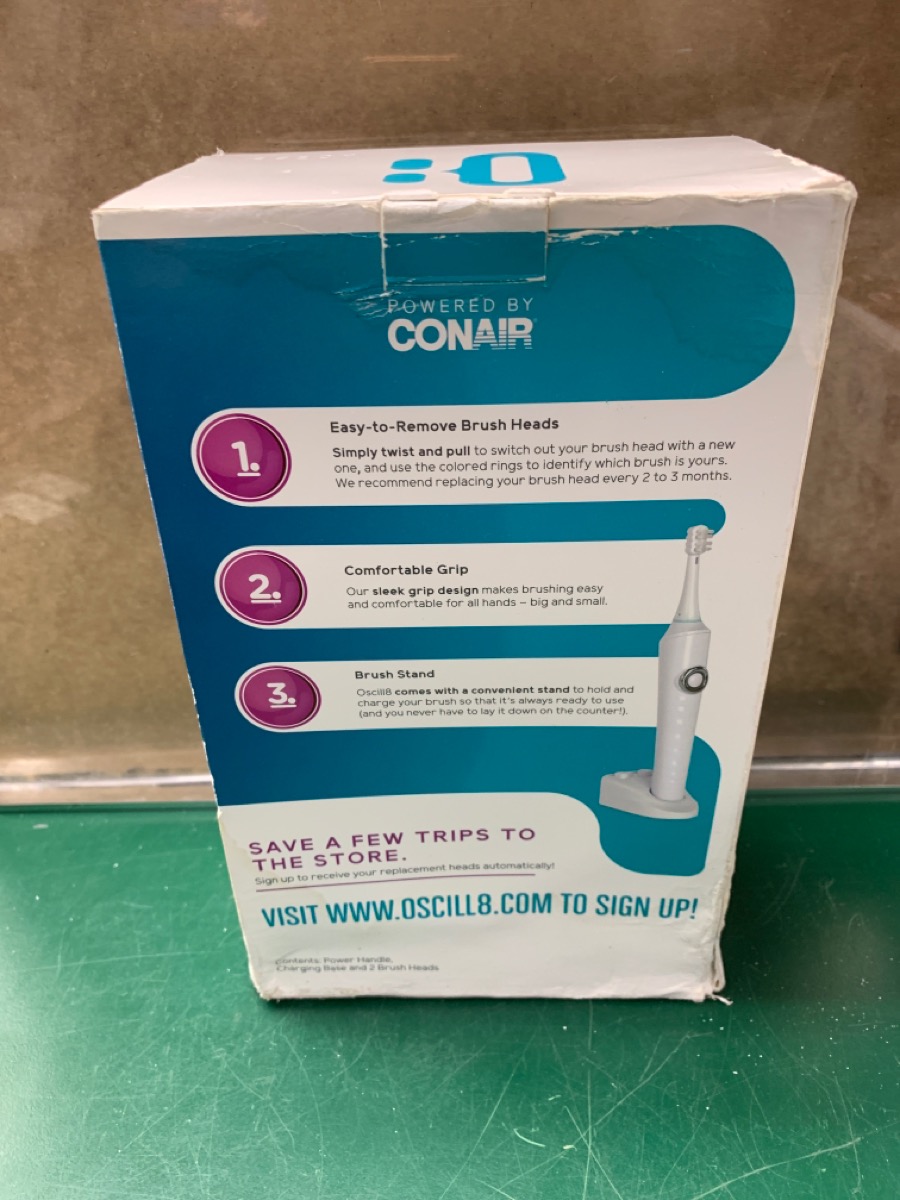 POWERED BY
CONAIR
1.
Easy-to-Remove Brush Heads
Simply twist and pull to switch out your brush head with a new
one, and use the colored rings to identify which brush is yours.
We recommend replacing your brush head every 2 to 3 months.
2.
Comfortable Grip
Our sleek grip design makes brushing easy
and comfortable for all hands – big and small.
3.
Brush Stand
Oscill8 comes with a convenient stand to hold and
charge your brush so that it's always ready to use
(and you never have to lay it down on the counter!).
SAVE A FEW TRIPS TO
THE STORE.
Sign up to receive your replacement heads automatically!
VISIT WWW.OSCILL8.COM TO SIGN UP!
Contents: Power Handle,
Charging Base and 2 Brush Heads